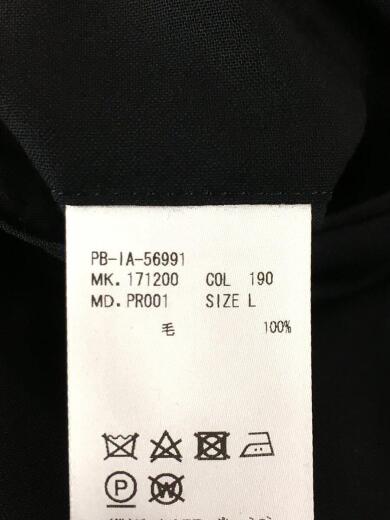 PB-IA-56991
MK. 171200 COL 190
MD. PR001 SIZE L
毛 100%
P
W